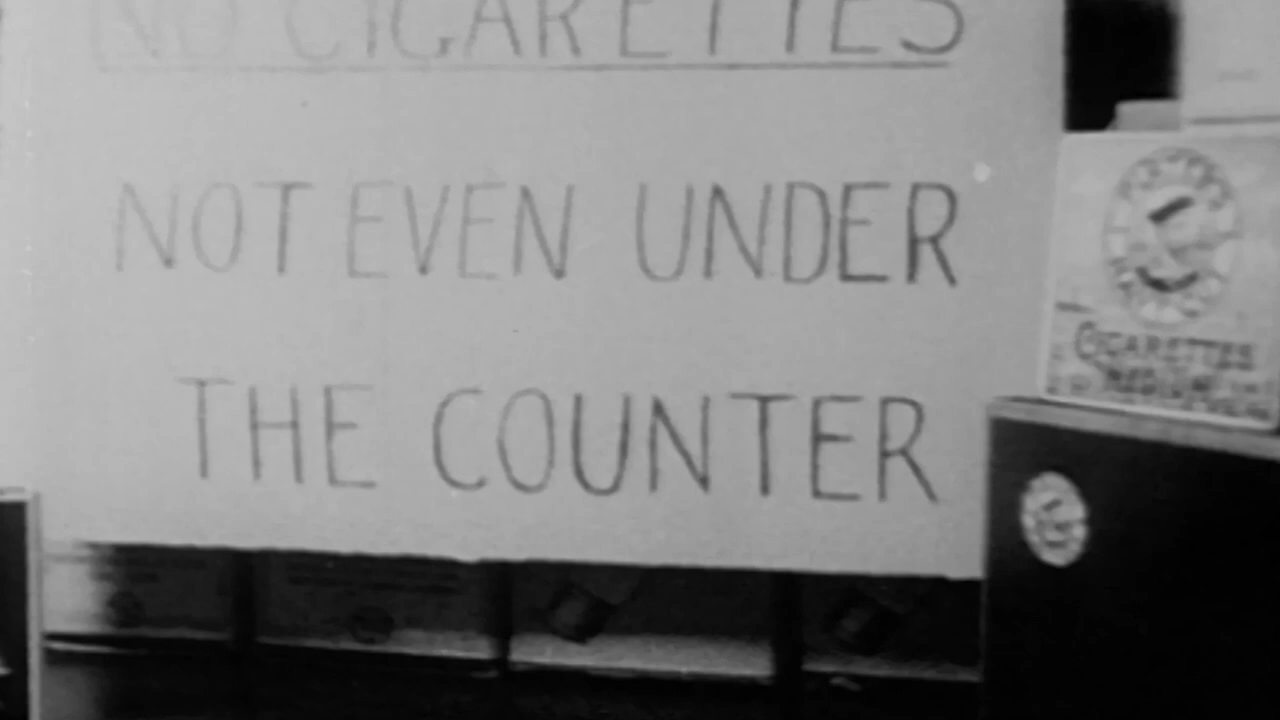 NO CIGARETTES
NOT EVEN UNDER
THE COUNTER
CIGARETTES